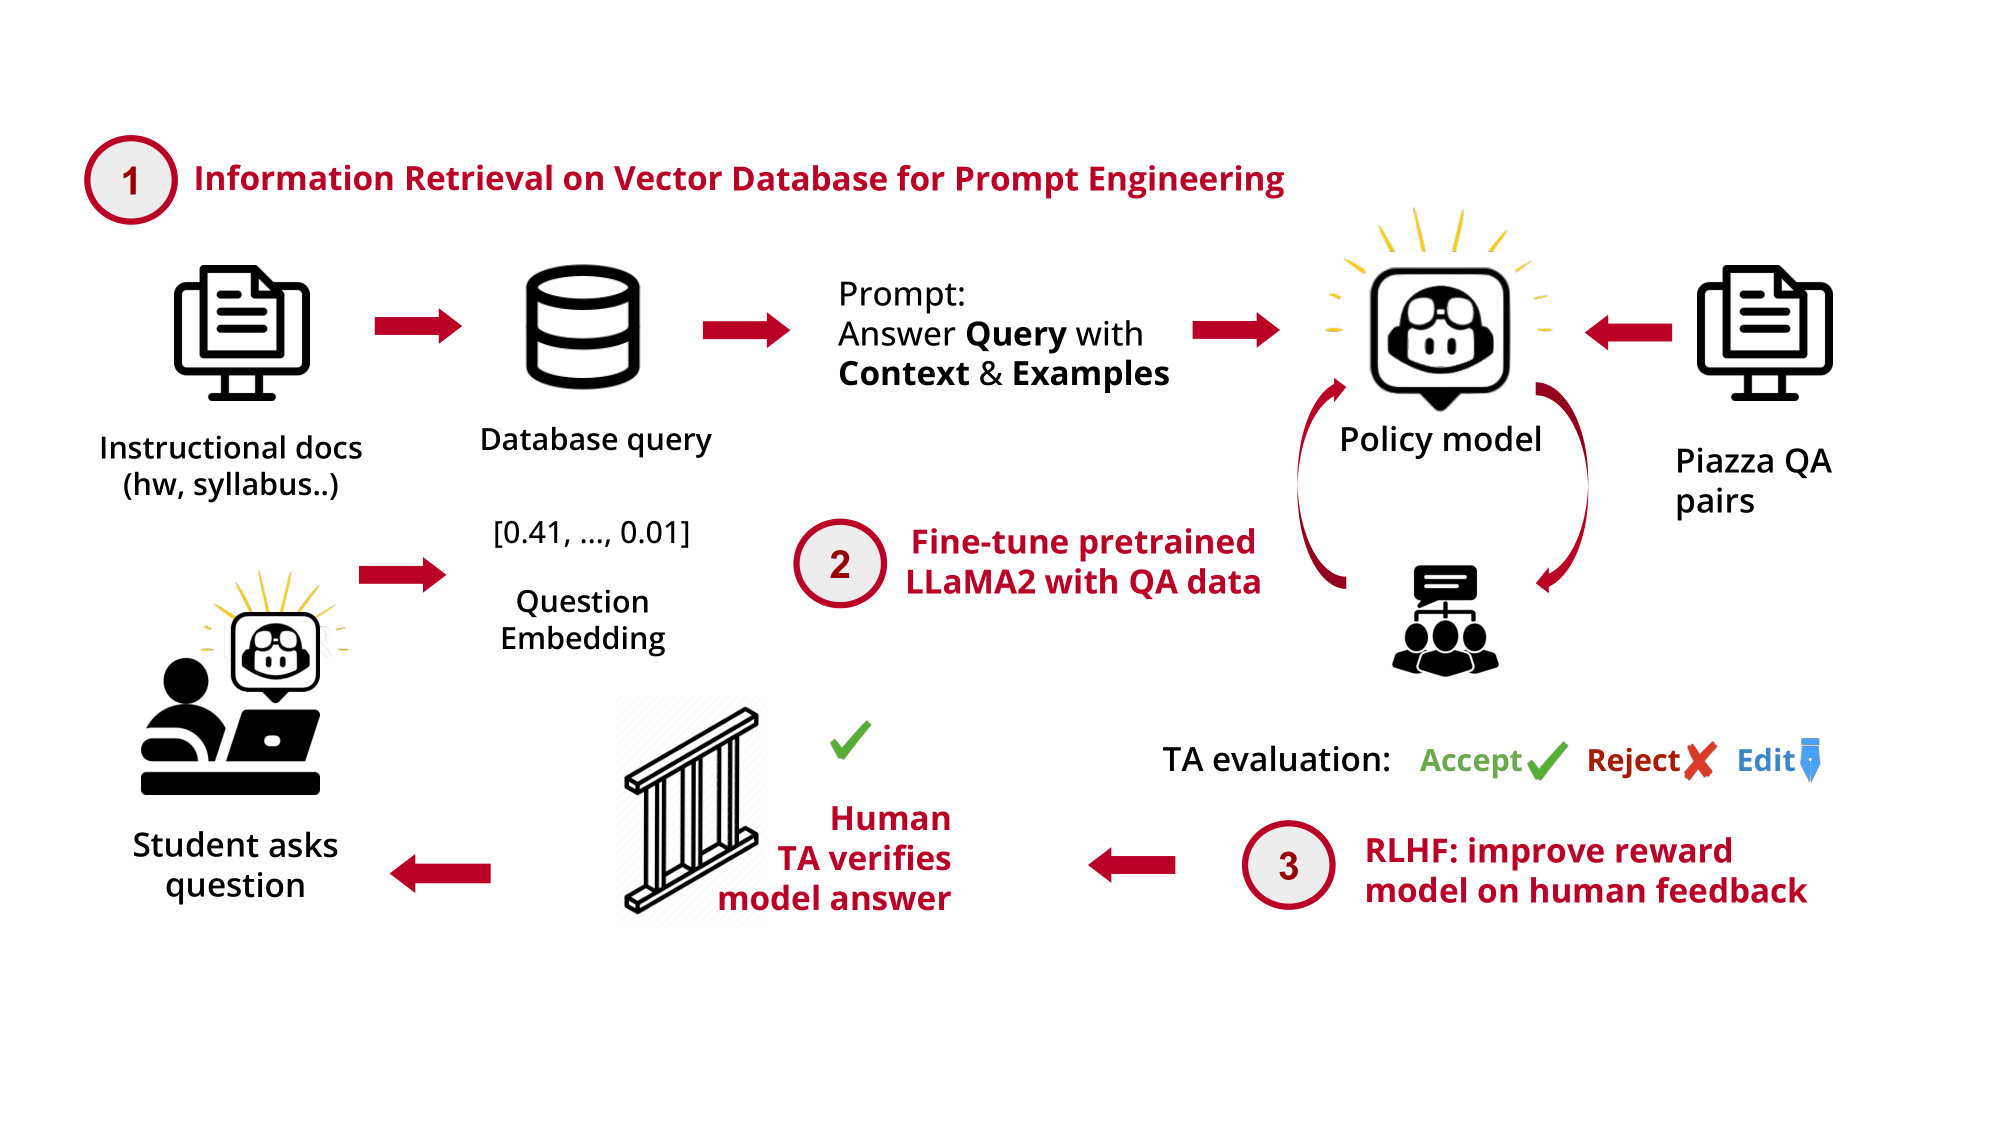 1
Information Retrieval on Vector Database for Prompt Engineering
Prompt:
Answer Query with
Context & Examples
Instructional docs
(hw, syllabus..)
Database query
Policy model
Piazza QA
pairs
[0.41, ..., 0.01]
Question
Embedding
2
Fine-tune pretrained
LLaMA2 with QA data
Student asks
question
Human
TA verifies
model answer
TA evaluation: Accept Reject Edit
3
RLHF: improve reward
model on human feedback